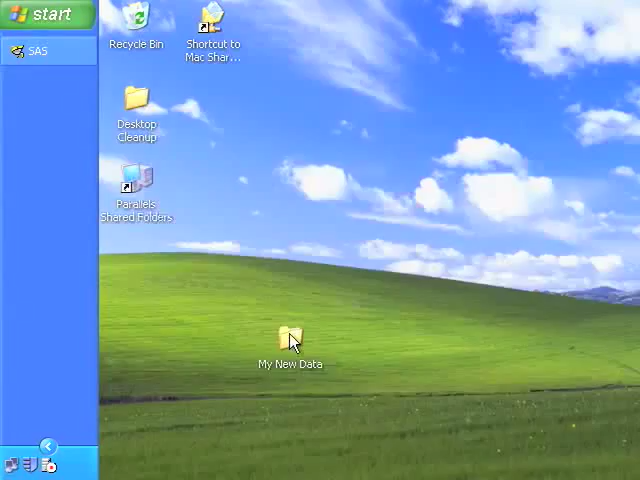 start
SAS
Recycle Bin
Shortcut to
Mac Shar...
Desktop
Cleanup
Parallels
Shared Folders
My New Data